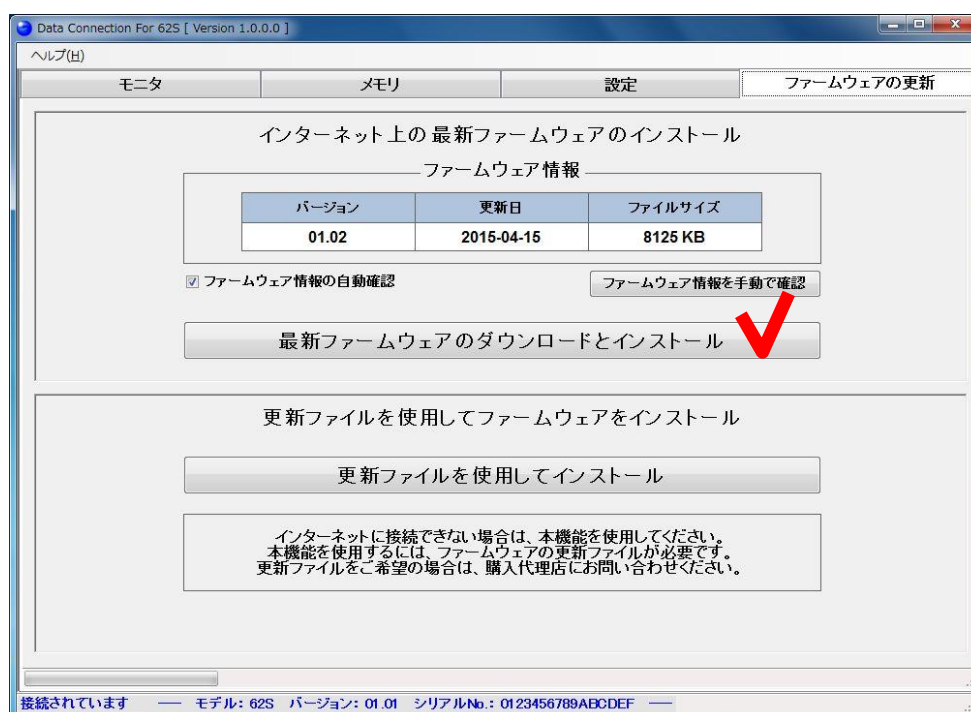 Data Connection For 62S [ Version 1.0.0.0 ]
ヘルプ(H)
モニタ メモリ 設定 ファームウェアの更新
インターネット上の最新ファームウェアのインストール
ファームウェア情報
バージョン 更新日 ファイルサイズ
01.02 2015-04-15 8125 KB
ファームウェア情報の自動確認 ファームウェア情報を手動で確認
最新ファームウェアのダウンロードとインストール
更新ファイルを使用してファームウェアをインストール
更新ファイルを使用してインストール
インターネットに接続できない場合は、本機能を使用してください。
本機能を使用するには、ファームウェアの更新ファイルが必要です。
更新ファイルをご希望の場合は、購入代理店にお問い合わせください。
接続されています ── モデル: 62S バージョン: 01.01 シリアルNo.: 0123456789ABCDEF ──